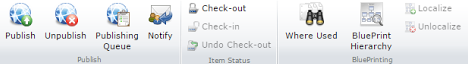 Publish
Unpublish
Publishing
Queue
Notify
Publish
Check-out
Check-in
Undo Check-out
Item Status
Where Used
BluePrint
Hierarchy
Localize
Unlocalize
BluePrinting